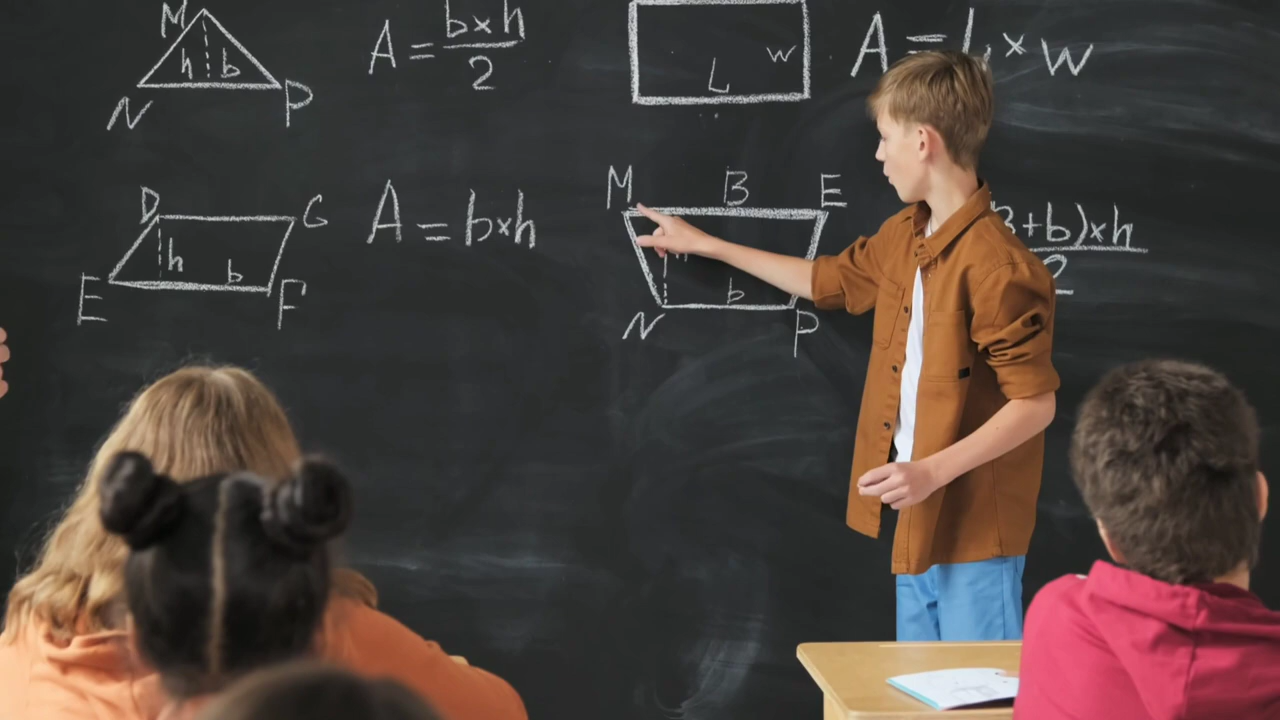 M
h b
N P
A = b×h
2
W
L
A = L × W
D G
h
b
E F
A = b×h
M B E
h
b
N P
+b)×h
2